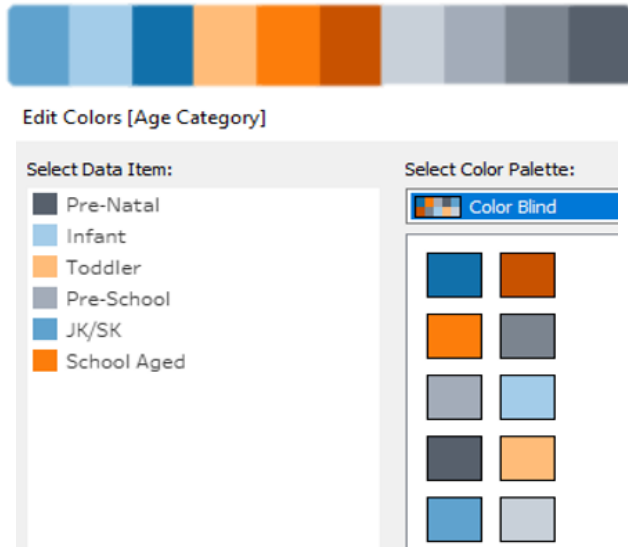 Edit Colors [Age Category]
Select Data Item:
Pre-Natal
Infant
Toddler
Pre-School
JK/SK
School Aged
Select Color Palette:
Color Blind